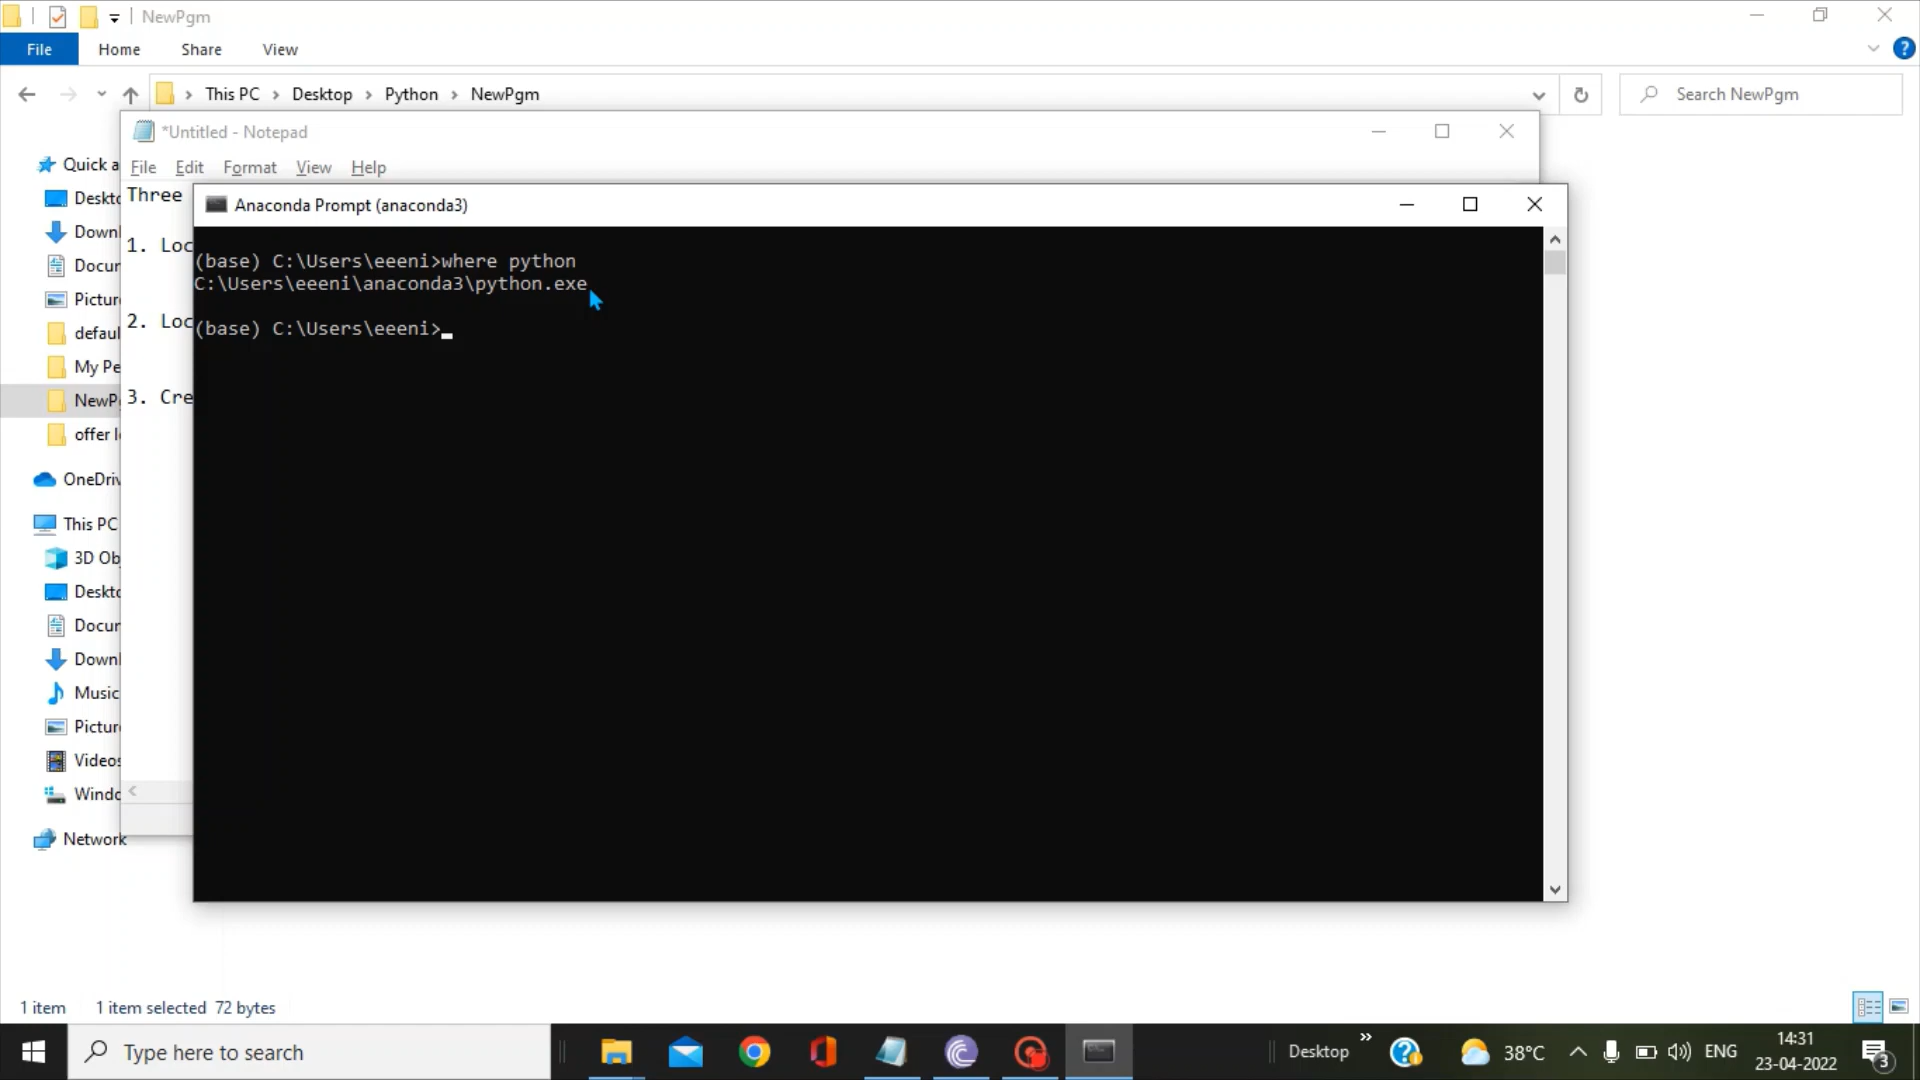 NewPgm
File Home Share View
This PC > Desktop > Python > NewPgm
Search NewPgm
*Untitled - Notepad
File Edit Format View Help
Three
1. Loc
2. Loc
3. Cre
Anaconda Prompt (anaconda3)
(base) C:\Users\eeeni>where python
C:\Users\eeeni\anaconda3\python.exe
(base) C:\Users\eeeni>
Quick a
Deskto
Downl
Docur
Pictur
defaul
My Pe
NewP
offer l
OneDriv
This PC
3D Ob
Deskto
Docur
Downl
Music
Pictur
Videos
Windo
Network
1 item 1 item selected 72 bytes
Type here to search
Desktop
38°C
ENG
14:31
23-04-2022
3